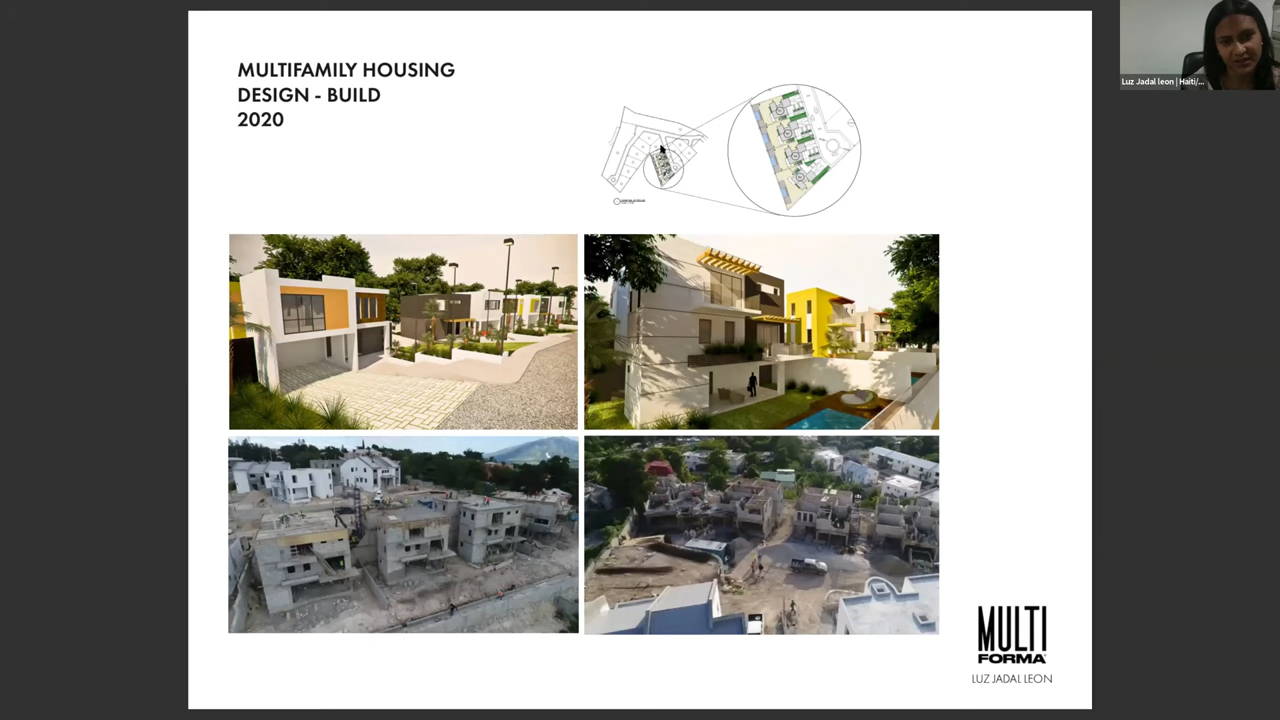 MULTIFAMILY HOUSING
DESIGN - BUILD
2020
Luz Jadal leon | Haiti/...
MULTI
FORMA
LUZ JADAL LEON